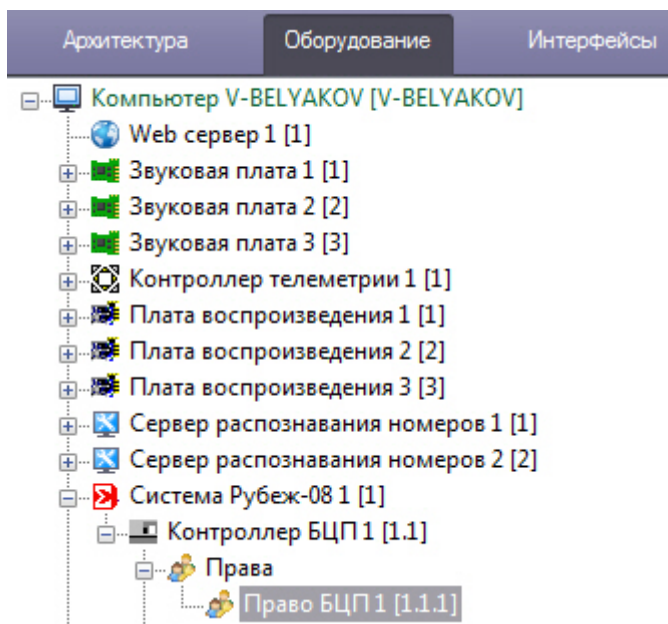 Архитектура Оборудование Интерфейсы
Компьютер V-BELYAKOV [V-BELYAKOV]
Web сервер 1 [1]
Звуковая плата 1 [1]
Звуковая плата 2 [2]
Звуковая плата 3 [3]
Контроллер телеметрии 1 [1]
Плата воспроизведения 1 [1]
Плата воспроизведения 2 [2]
Плата воспроизведения 3 [3]
Сервер распознавания номеров 1 [1]
Сервер распознавания номеров 2 [2]
Система Рубеж-08 1 [1]
Контроллер БЦП 1 [1.1]
Права
Право БЦП 1 [1.1.1]